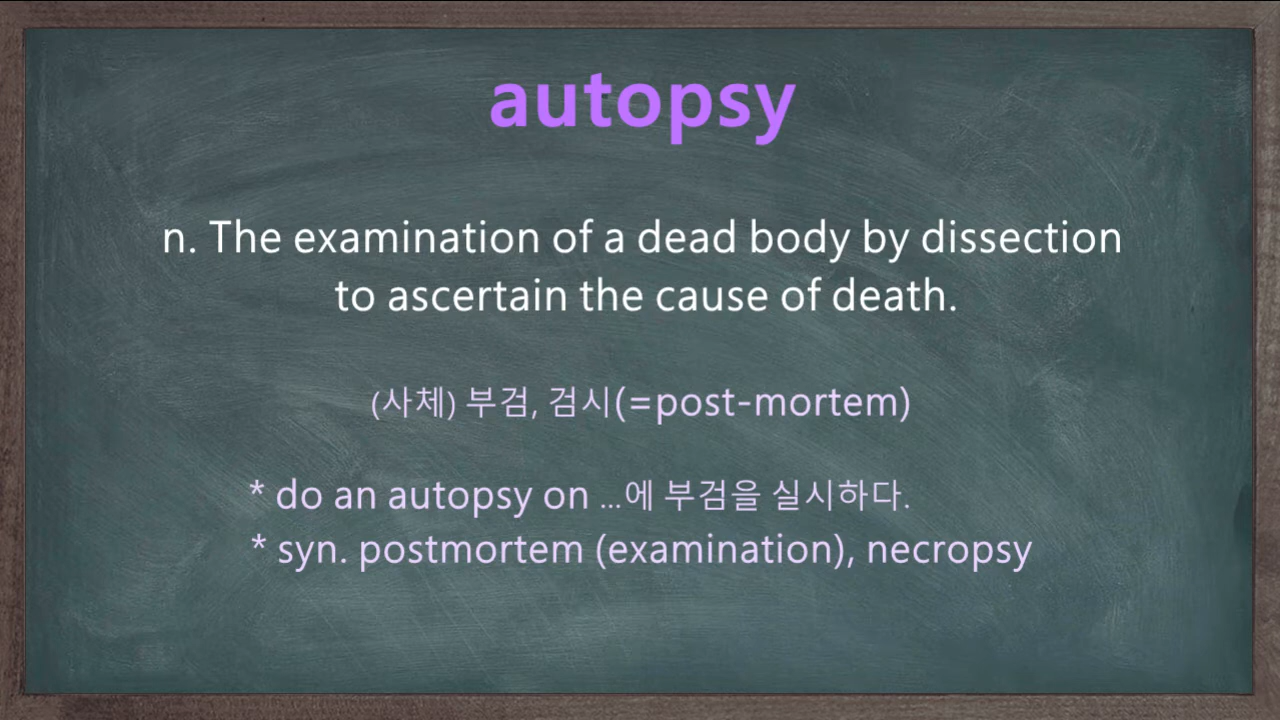 autopsy
n. The examination of a dead body by dissection
to ascertain the cause of death.
(사체) 부검, 검시(=post-mortem)
* do an autopsy on ...에 부검을 실시하다.
* syn. postmortem (examination), necropsy